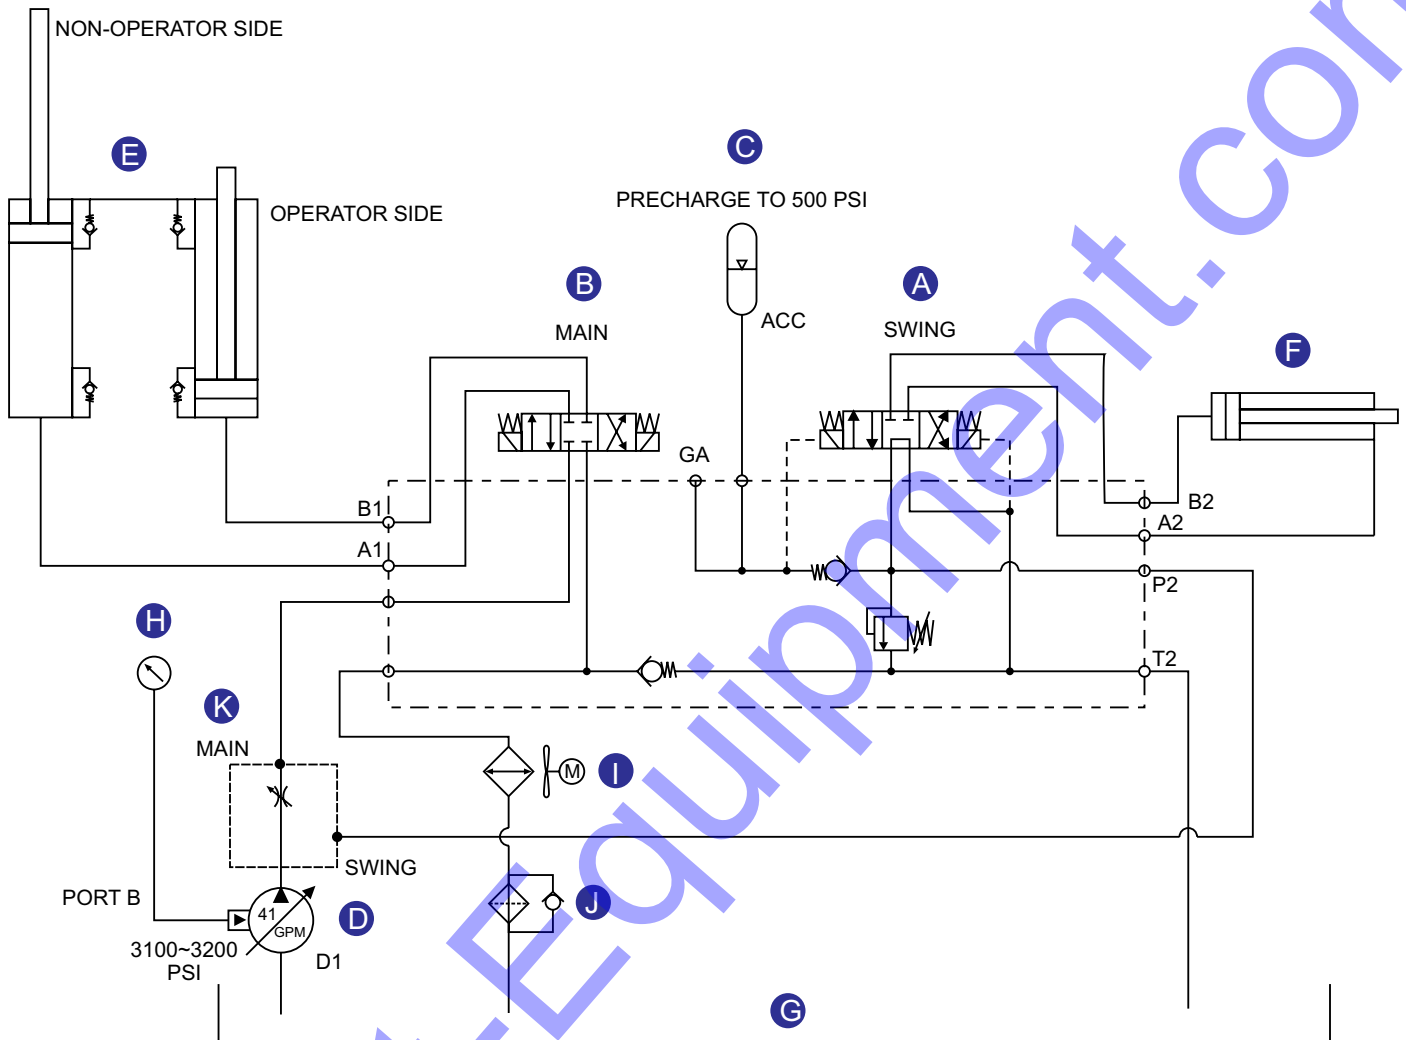 NON-OPERATOR SIDE
E
C
PRECHARGE TO 500 PSI
OPERATOR SIDE
B
MAIN
ACC
A
SWING
F
GA
B1
A1
B2
A2
P2
T2
H
K
MAIN
M
I
SWING
PORT B
41
GPM
D
J
3100~3200
PSI
D1
G
t-Equipment.com